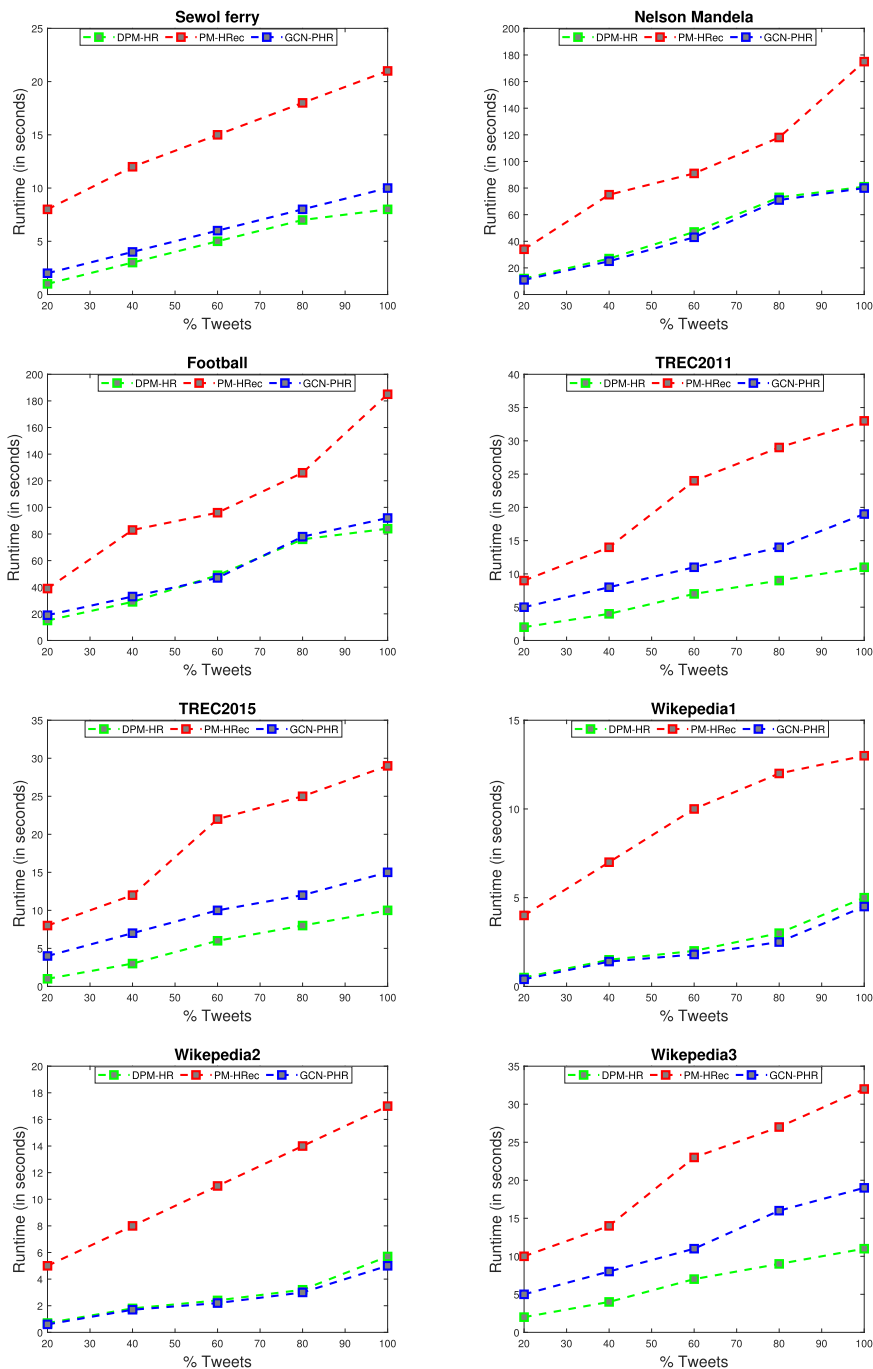 Sewol ferry
DPM-HR PM-HRec GCN-PHR
Runtime (in seconds)
25
20
15
10
5
0
20 30 40 50 60 70 80 90 100
% Tweets
Nelson Mandela
DPM-HR PM-HRec GCN-PHR
Runtime (in seconds)
200
180
160
140
120
100
80
60
40
20
0
20 30 40 50 60 70 80 90 100
% Tweets
Football
DPM-HR PM-HRec GCN-PHR
Runtime (in seconds)
200
180
160
140
120
100
80
60
40
20
0
20 30 40 50 60 70 80 90 100
% Tweets
TREC2011
DPM-HR PM-HRec GCN-PHR
Runtime (in seconds)
40
35
30
25
20
15
10
5
0
20 30 40 50 60 70 80 90 100
% Tweets
TREC2015
DPM-HR PM-HRec GCN-PHR
Runtime (in seconds)
35
30
25
20
15
10
5
0
20 30 40 50 60 70 80 90 100
% Tweets
Wikepedia1
DPM-HR PM-HRec GCN-PHR
Runtime (in seconds)
15
10
5
0
20 30 40 50 60 70 80 90 100
% Tweets
Wikepedia2
DPM-HR PM-HRec GCN-PHR
Runtime (in seconds)
20
18
16
14
12
10
8
6
4
2
0
20 30 40 50 60 70 80 90 100
% Tweets
Wikepedia3
DPM-HR PM-HRec GCN-PHR
Runtime (in seconds)
35
30
25
20
15
10
5
0
20 30 40 50 60 70 80 90 100
% Tweets